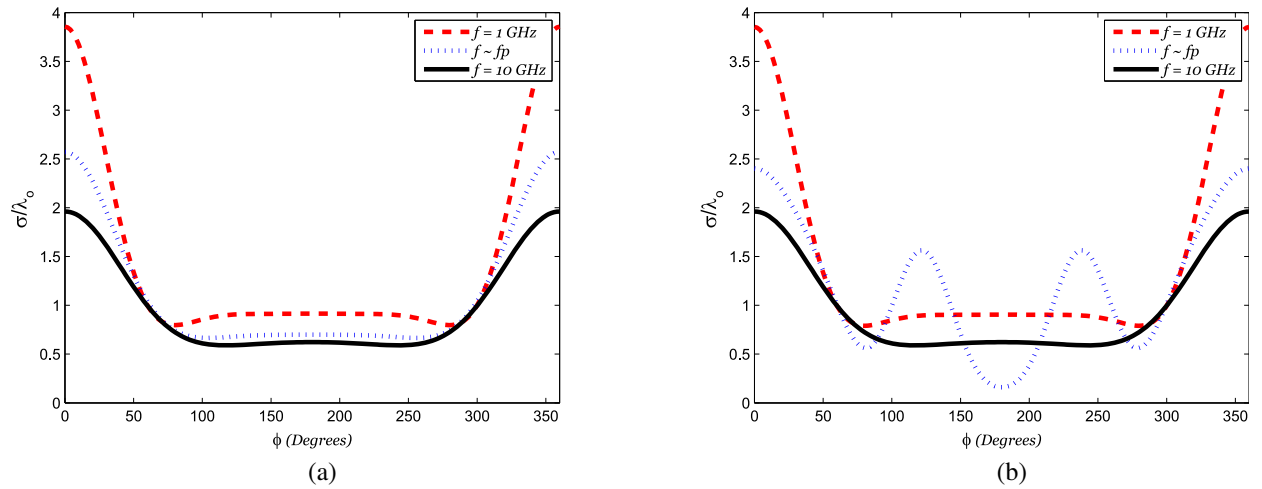 4
3.5
3
2.5
2
1.5
1
0.5
0
σ/λo
f = 1 GHz
f ~ fp
f = 10 GHz
0 50 100 150 200 250 300 350
ϕ (Degrees)
(a)
4
3.5
3
2.5
2
1.5
1
0.5
0
σ/λo
f = 1 GHz
f ~ fp
f = 10 GHz
0 50 100 150 200 250 300 350
ϕ (Degrees)
(b)